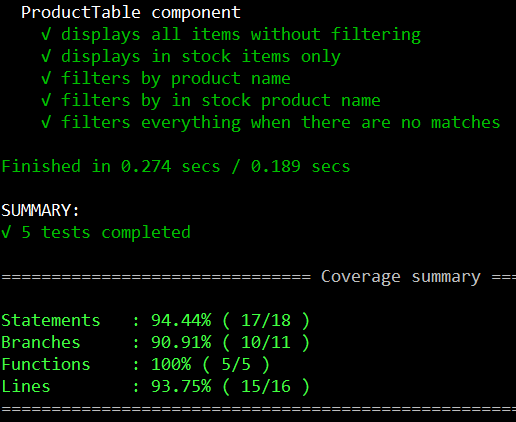 ProductTable component
√ displays all items without filtering
√ displays in stock items only
√ filters by product name
√ filters by in stock product name
√ filters everything when there are no matches
Finished in 0.274 secs / 0.189 secs
SUMMARY:
√ 5 tests completed
=============================== Coverage summary ===
Statements   : 94.44% ( 17/18 )
Branches     : 90.91% ( 10/11 )
Functions    : 100% ( 5/5 )
Lines        : 93.75% ( 15/16 )
====================================================